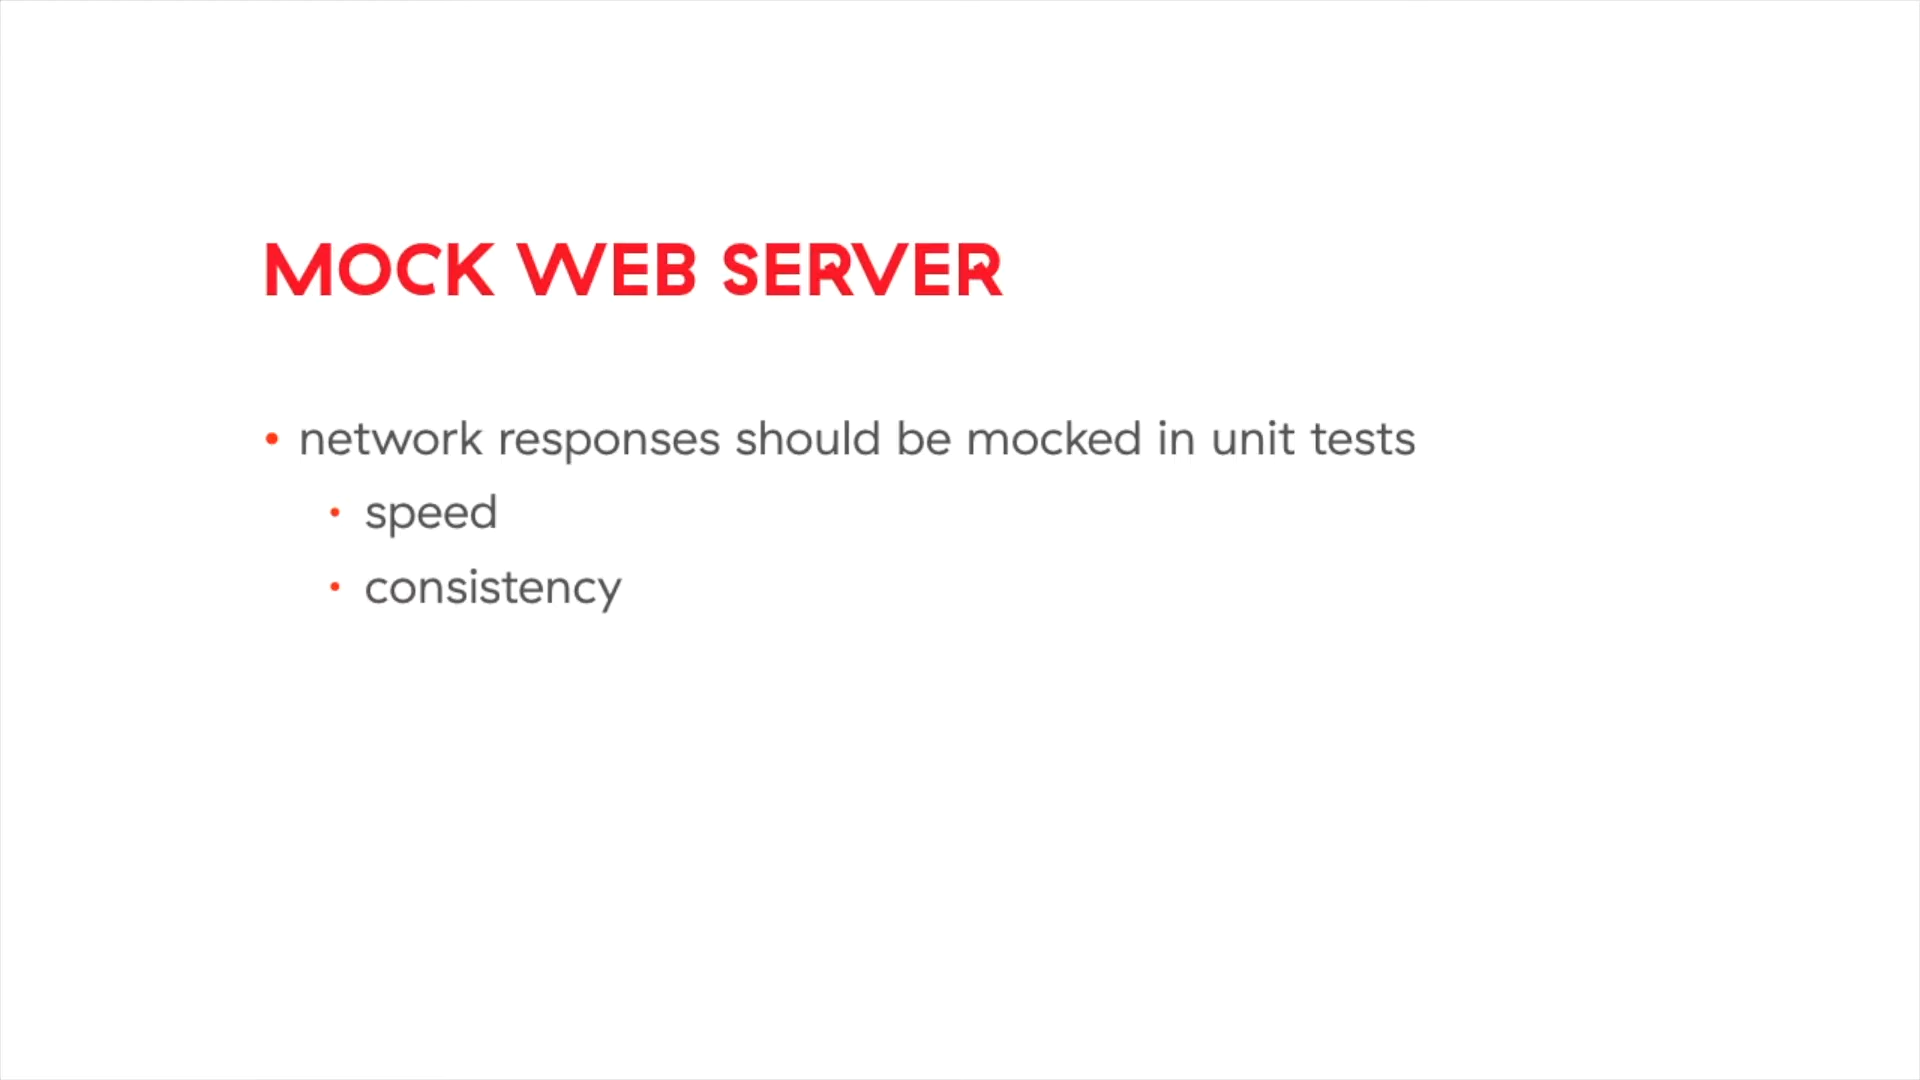 MOCK WEB SERVER
• network responses should be mocked in unit tests
• speed
• consistency